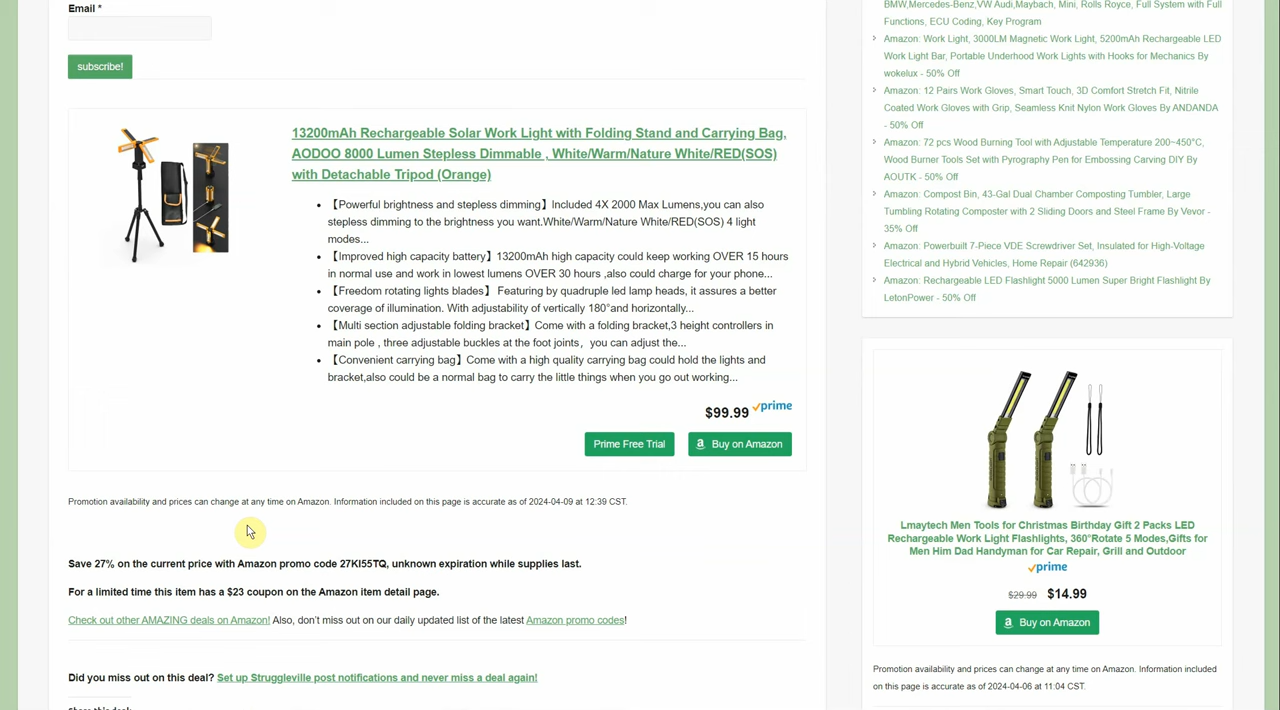 Email *
subscribe!
13200mAh Rechargeable Solar Work Light with Folding Stand and Carrying Bag,
AODOO 8000 Lumen Stepless Dimmable , White/Warm/Nature White/RED(SOS)
with Detachable Tripod (Orange)
• 【Powerful brightness and stepless dimming】Included 4X 2000 Max Lumens,you can also
stepless dimming to the brightness you want.White/Warm/Nature White/RED(SOS) 4 light
modes...
• 【Improved high capacity battery】13200mAh high capacity could keep working OVER 15 hours
in normal use and work in lowest lumens OVER 30 hours ,also could charge for your phone...
• 【Freedom rotating lights blades】 Featuring by quadruple led lamp heads, it assures a better
coverage of illumination. With adjustability of vertically 180°and horizontally...
• 【Multi section adjustable folding bracket】Come with a folding bracket,3 height controllers in
main pole , three adjustable buckles at the foot joints，you can adjust the...
• 【Convenient carrying bag】Come with a high quality carrying bag could hold the lights and
bracket,also could be a normal bag to carry the little things when you go out working...
$99.99 prime
Prime Free Trial
Buy on Amazon
Promotion availability and prices can change at any time on Amazon. Information included on this page is accurate as of 2024-04-09 at 12:39 CST.
Save 27% on the current price with Amazon promo code 27KI55TQ, unknown expiration while supplies last.
For a limited time this item has a $23 coupon on the Amazon item detail page.
Check out other AMAZING deals on Amazon! Also, don't miss out on our daily updated list of the latest Amazon promo codes!
Did you miss out on this deal? Set up Struggleville post notifications and never miss a deal again!
Share this deal:
BMW,Mercedes-Benz,VW Audi,Maybach, Mini, Rolls Royce, Full System with Full
Functions, ECU Coding, Key Program
Amazon: Work Light, 3000LM Magnetic Work Light, 5200mAh Rechargeable LED
Work Light Bar, Portable Underhood Work Lights with Hooks for Mechanics By
wokelux - 50% Off
Amazon: 12 Pairs Work Gloves, Smart Touch, 3D Comfort Stretch Fit, Nitrile
Coated Work Gloves with Grip, Seamless Knit Nylon Work Gloves By ANDANDA
- 50% Off
Amazon: 72 pcs Wood Burning Tool with Adjustable Temperature 200~450°C,
Wood Burner Tools Set with Pyrography Pen for Embossing Carving DIY By
AOUTK - 50% Off
Amazon: Compost Bin, 43-Gal Dual Chamber Composting Tumbler, Large
Tumbling Rotating Composter with 2 Sliding Doors and Steel Frame By Vevor -
35% Off
Amazon: Powerbuilt 7-Piece VDE Screwdriver Set, Insulated for High-Voltage
Electrical and Hybrid Vehicles, Home Repair (642936)
Amazon: Rechargeable LED Flashlight 5000 Lumen Super Bright Flashlight By
LetonPower - 50% Off
Lmaytech Men Tools for Christmas Birthday Gift 2 Packs LED
Rechargeable Work Light Flashlights, 360°Rotate 5 Modes,Gifts for
Men Him Dad Handyman for Car Repair, Grill and Outdoor
prime
$29.99 $14.99
Buy on Amazon
Promotion availability and prices can change at any time on Amazon. Information included
on this page is accurate as of 2024-04-06 at 11:04 CST.